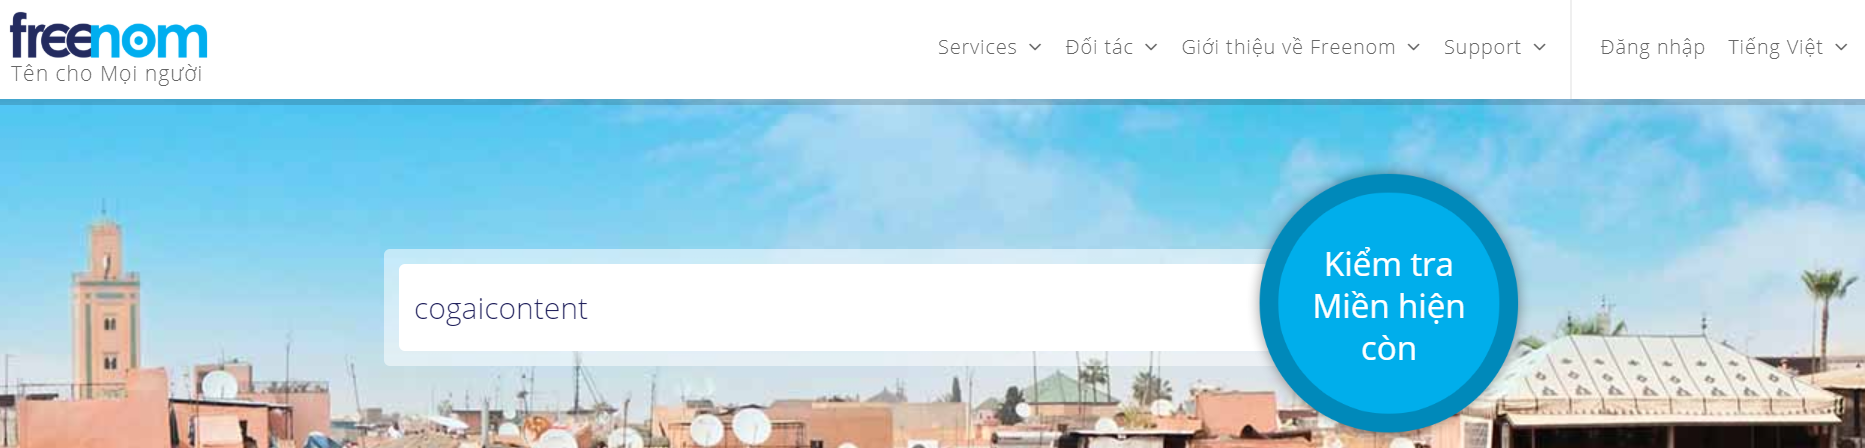 freenom
Tên cho Mọi người
Services Đối tác Giới thiệu về Freenom Support Đăng nhập Tiếng Việt
cogaicontent
Kiểm tra
Miền hiện
còn